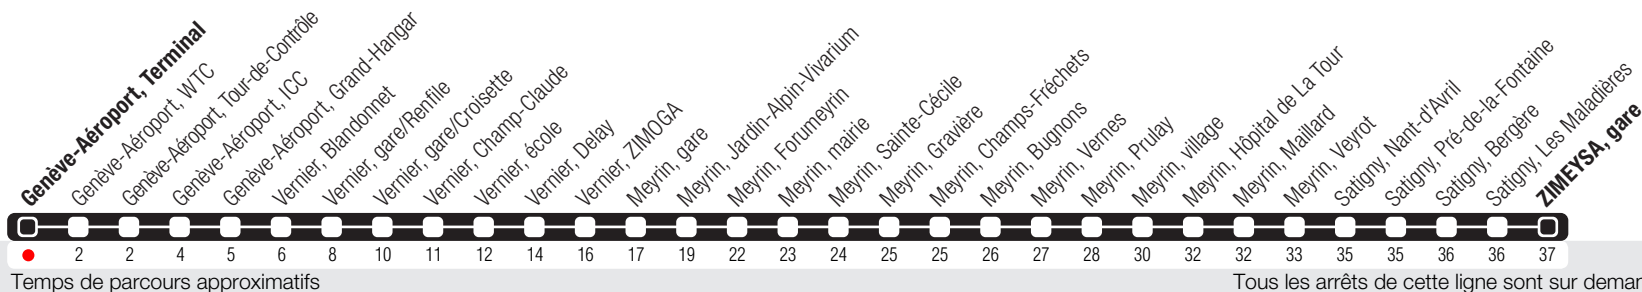 Genève-Aéroport, Terminal
Genève-Aéroport, WTC
Genève-Aéroport, Tour-de-Contrôle
Genève-Aéroport, ICC
Genève-Aéroport, Grand-Hangar
Vernier, Blandonnet
Vernier, gare/Renfile
Vernier, gare/Croisette
Vernier, Champ-Claude
Vernier, école
Vernier, Delay
Vernier, ZIMOGA
Meyrin, gare
Meyrin, Jardin-Alpin-Vivarium
Meyrin, Forumeyrin
Meyrin, mairie
Meyrin, Sainte-Cécile
Meyrin, Gravière
Meyrin, Champs-Fréchets
Meyrin, Bugnons
Meyrin, Vernes
Meyrin, Prulay
Meyrin, village
Meyrin, Hôpital de La Tour
Meyrin, Maillard
Meyrin, Veyrot
Satigny, Nant-d'Avril
Satigny, Pré-de-la-Fontaine
Satigny, Bergère
Satigny, Les Maladières
ZIMEYSA, gare
2 2 4 5 6 8 10 11 12 14 16 17 19 22 23 24 25 25 26 27 28 30 32 32 33 35 35 36 36 37
Temps de parcours approximatifs
Tous les arrêts de cette ligne sont sur deman